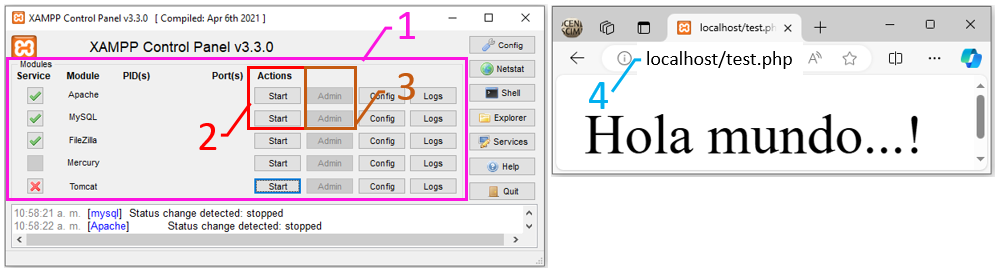 XAMPP Control Panel v3.3.0 [ Compiled: Apr 6th 2021 ]
XAMPP Control Panel v3.3.0
1
Config
Modules
Service Module PID(s) Port(s) Actions
Netstat
Apache Start Admin Config Logs
3
Shell
MySQL Start Admin Config Logs
Explorer
2
FileZilla Start Admin Config Logs
Services
Mercury Start Admin Config Logs
Help
Tomcat Start Admin Config Logs
Quit
10:58:21 a. m. [mysql] Status change detected: stopped
10:58:22 a. m. [Apache] Status change detected: stopped
localhost/test.ph
localhost/test.php
4
Hola mundo...!